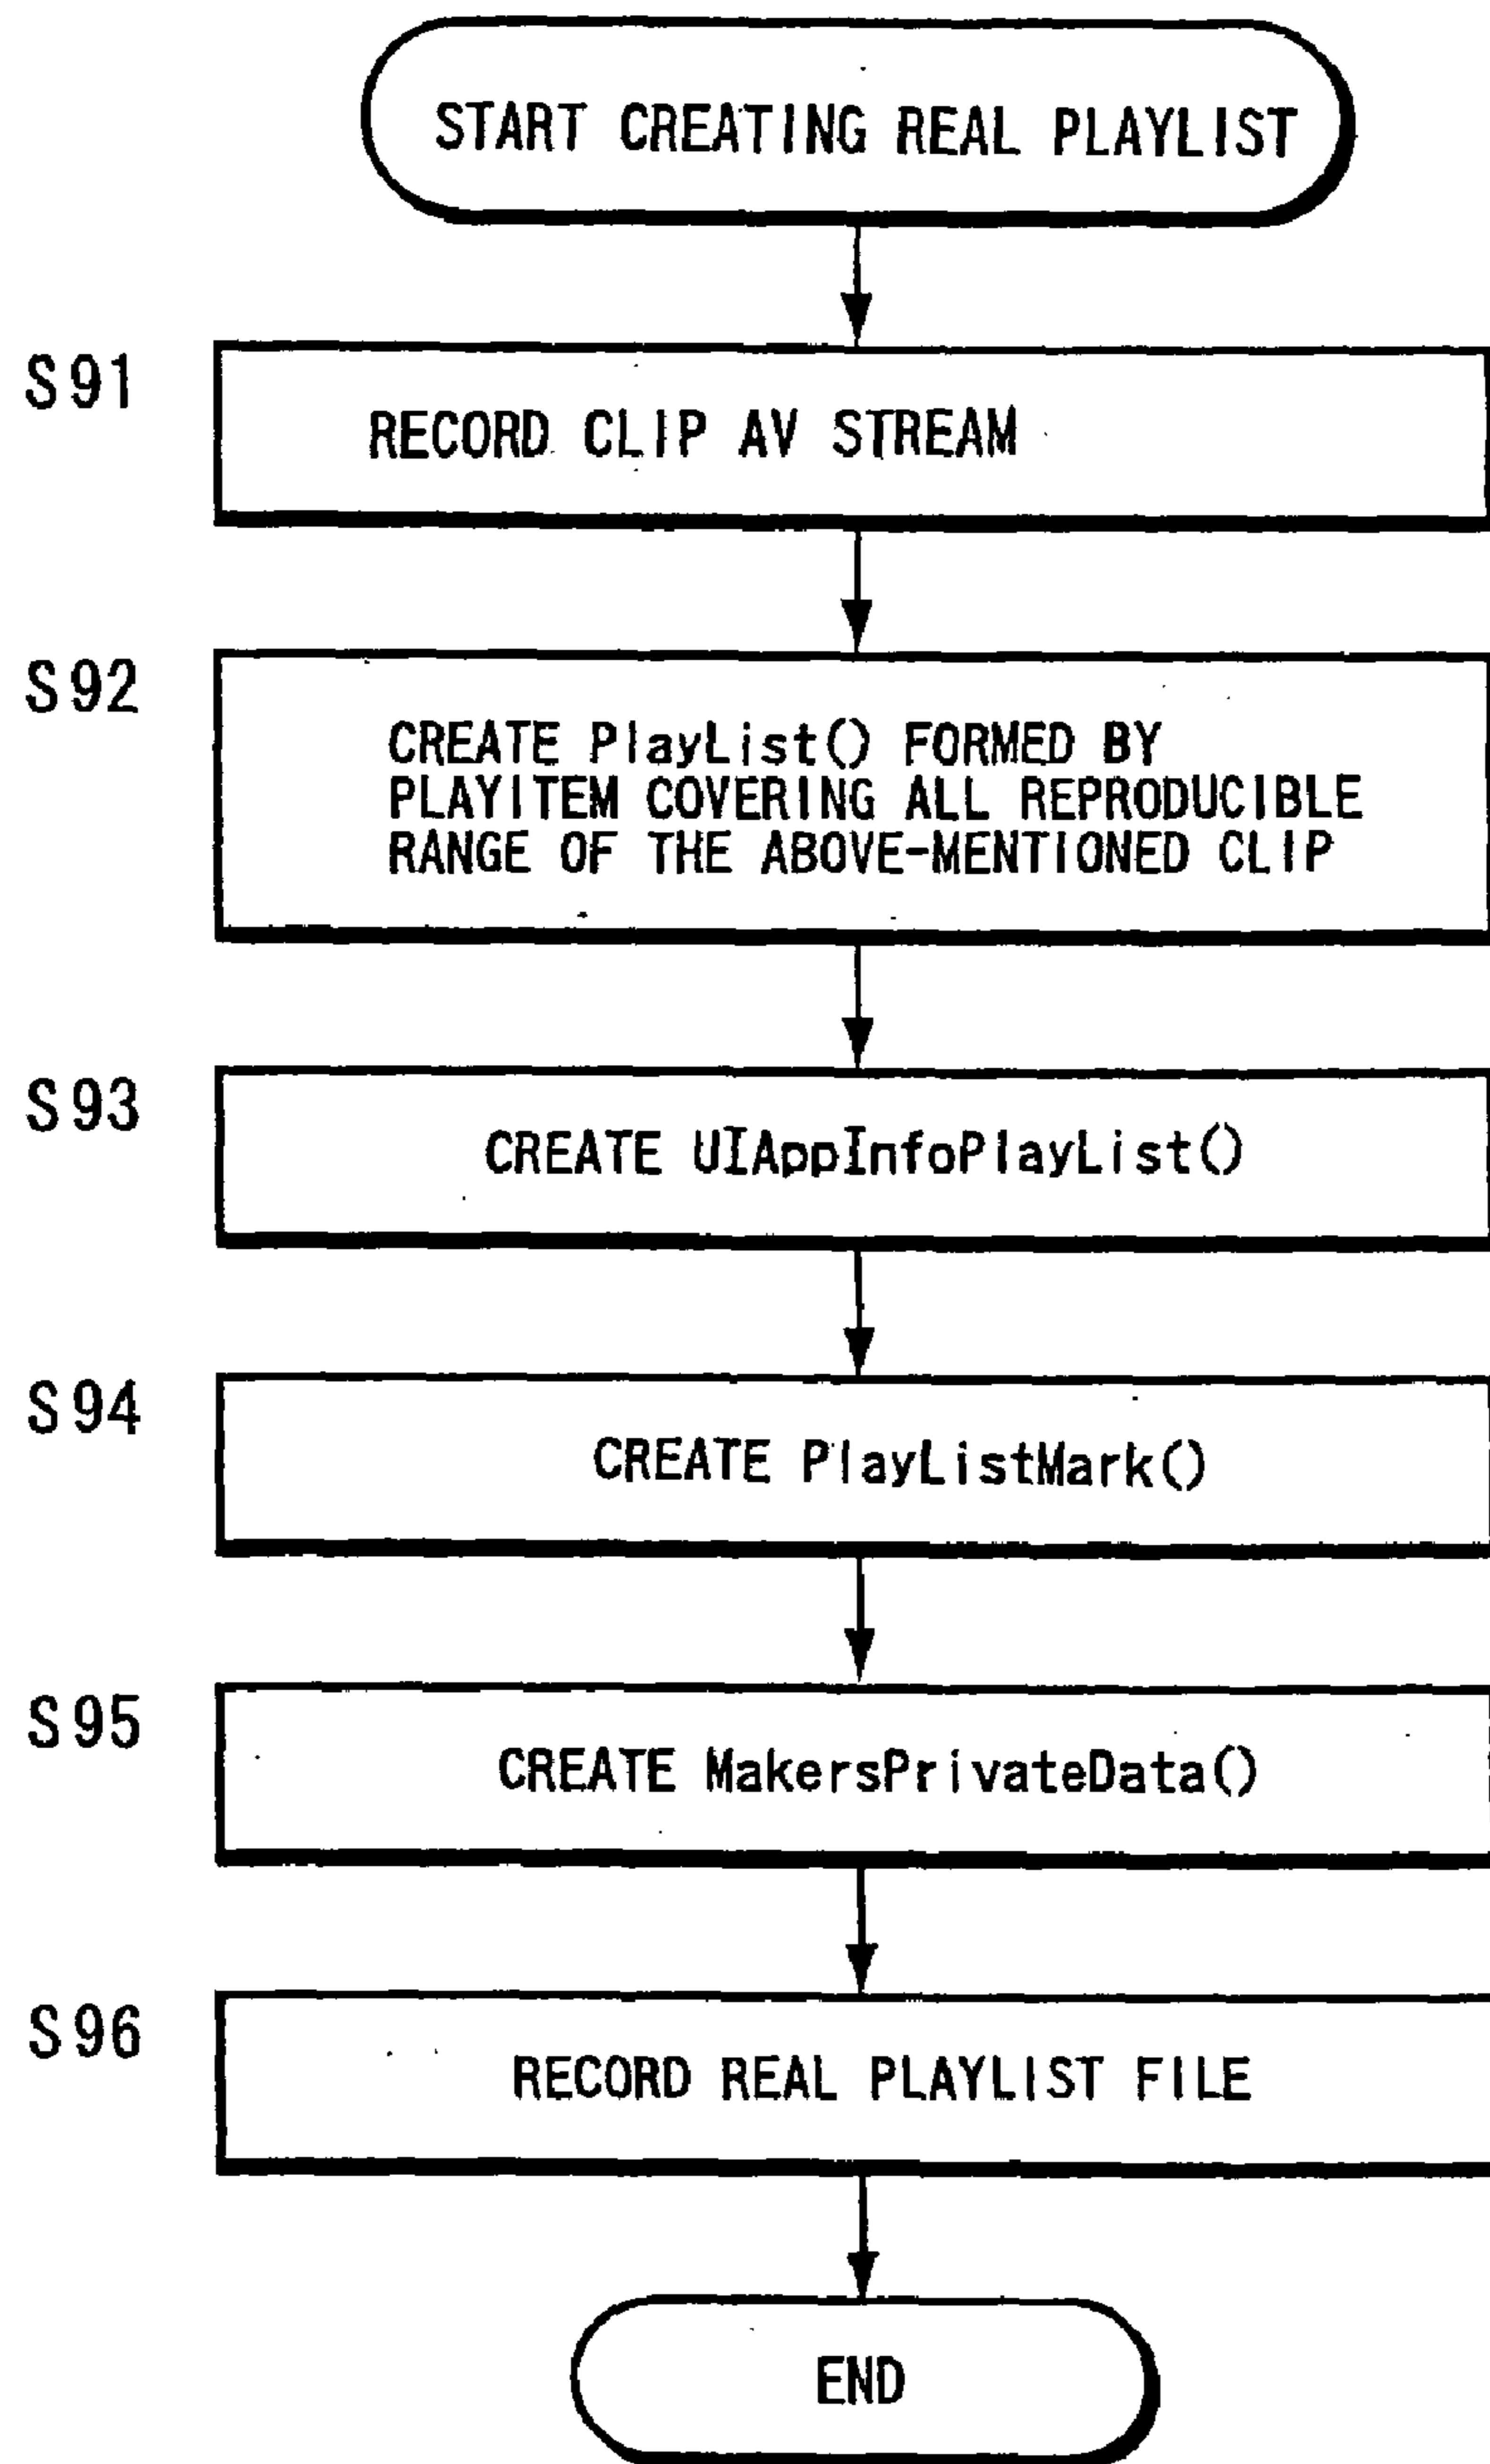 START CREATING REAL PLAYLIST
S91
RECORD CLIP AV STREAM
S92
CREATE PlayList() FORMED BY
PLAYITEM COVERING ALL REPRODUCIBLE
RANGE OF THE ABOVE-MENTIONED CLIP
S93
CREATE UIAppInfoPlayList()
S94
CREATE PlayListMark()
S95
CREATE MakersPrivateData()
S96
RECORD REAL PLAYLIST FILE
END